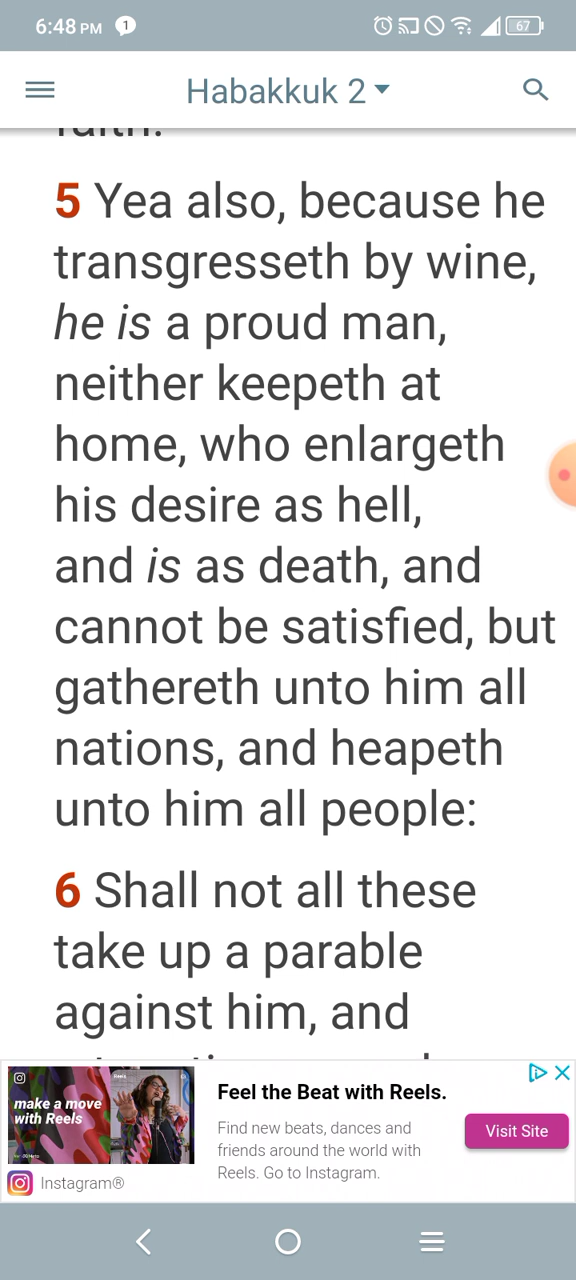 6:48 PM 1 67
Habakkuk 2
faith.
5 Yea also, because he
transgresseth by wine,
he is a proud man,
neither keepeth at
home, who enlargeth
his desire as hell,
and is as death, and
cannot be satisfied, but
gathereth unto him all
nations, and heapeth
unto him all people:
6 Shall not all these
take up a parable
against him, and
Reels
make a move
with Reels
Instagram®
Feel the Beat with Reels.
Find new beats, dances and
friends around the world with
Reels. Go to Instagram.
Visit Site